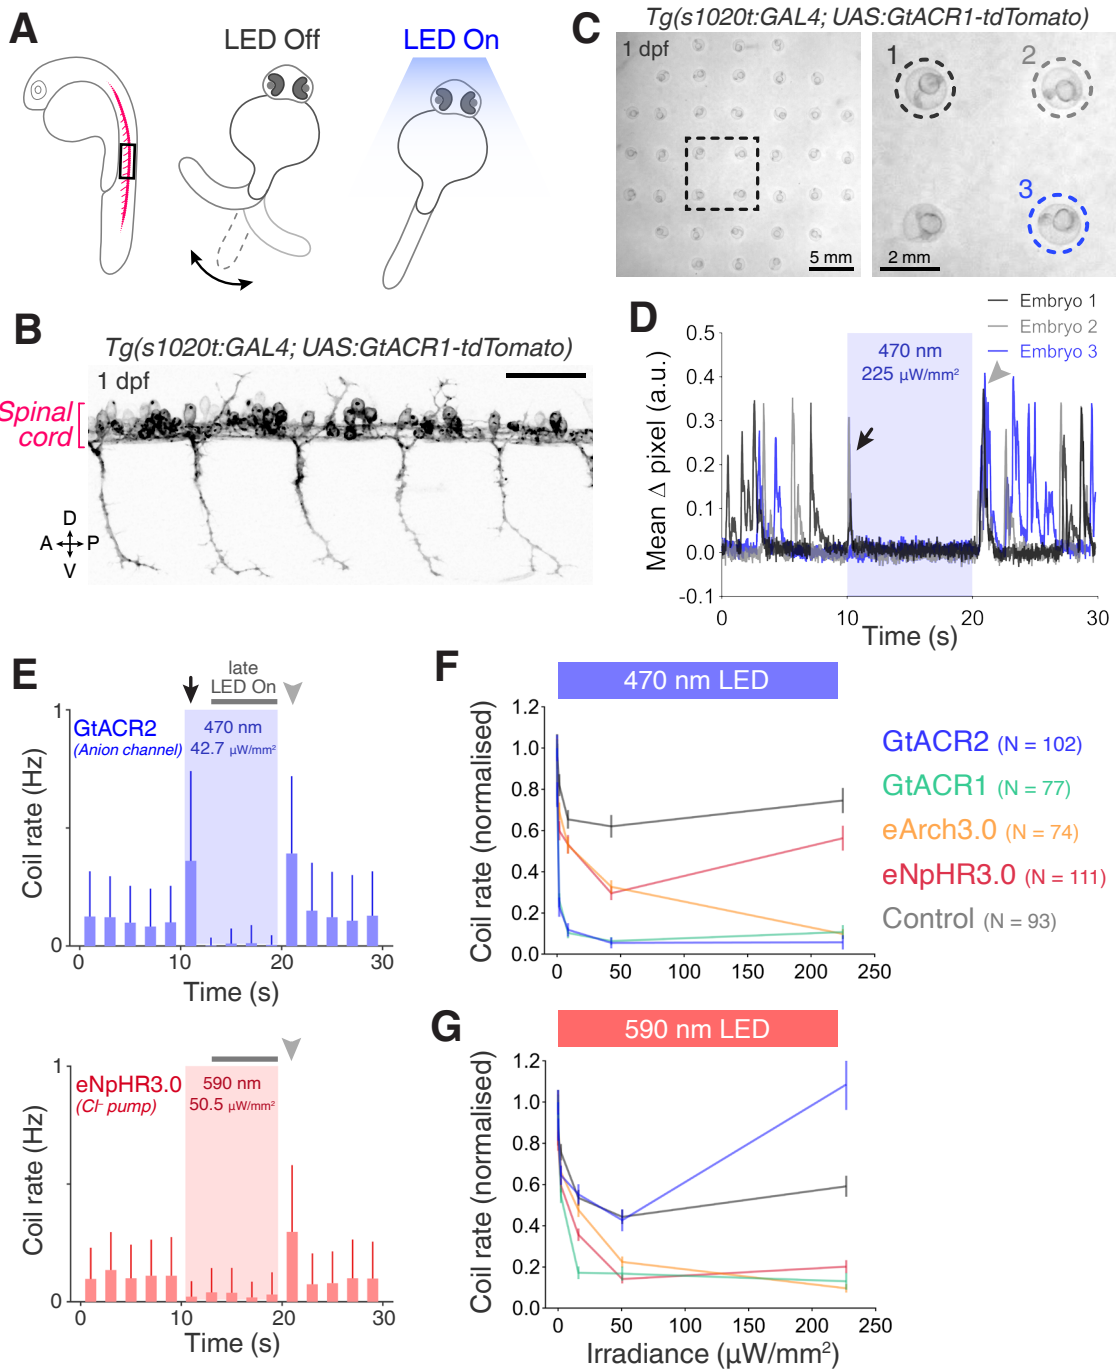 A
LED Off
LED On
B
Tg(s1020t:GAL4; UAS:GtACR1-tdTomato)
1 dpf
Spinal
cord
D
A
P
V
C
Tg(s1020t:GAL4; UAS:GtACR1-tdTomato)
1 dpf
5 mm
1
2
3
2 mm
D
Embryo 1
Embryo 2
Embryo 3
470 nm
225 µW/mm²
Mean Δ pixel (a.u.)
0.5
0.4
0.3
0.2
0.1
0.0
-0.1
0
10
20
30
Time (s)
E
late
LED On
GtACR2
(Anion channel)
470 nm
42.7 µW/mm²
Coil rate (Hz)
1
0
0
10
20
30
Time (s)
eNpHR3.0
(Cl⁻ pump)
590 nm
50.5 µW/mm²
Coil rate (Hz)
1
0
0
10
20
30
Time (s)
F
470 nm LED
Coil rate (normalised)
1.2
1.0
0.8
0.6
0.4
0.2
0.0
0
50
100
150
200
250
GtACR2 (N = 102)
GtACR1 (N = 77)
eArch3.0 (N = 74)
eNpHR3.0 (N = 111)
Control (N = 93)
G
590 nm LED
Coil rate (normalised)
1.2
1.0
0.8
0.6
0.4
0.2
0.0
0
50
100
150
200
250
Irradiance (µW/mm²)